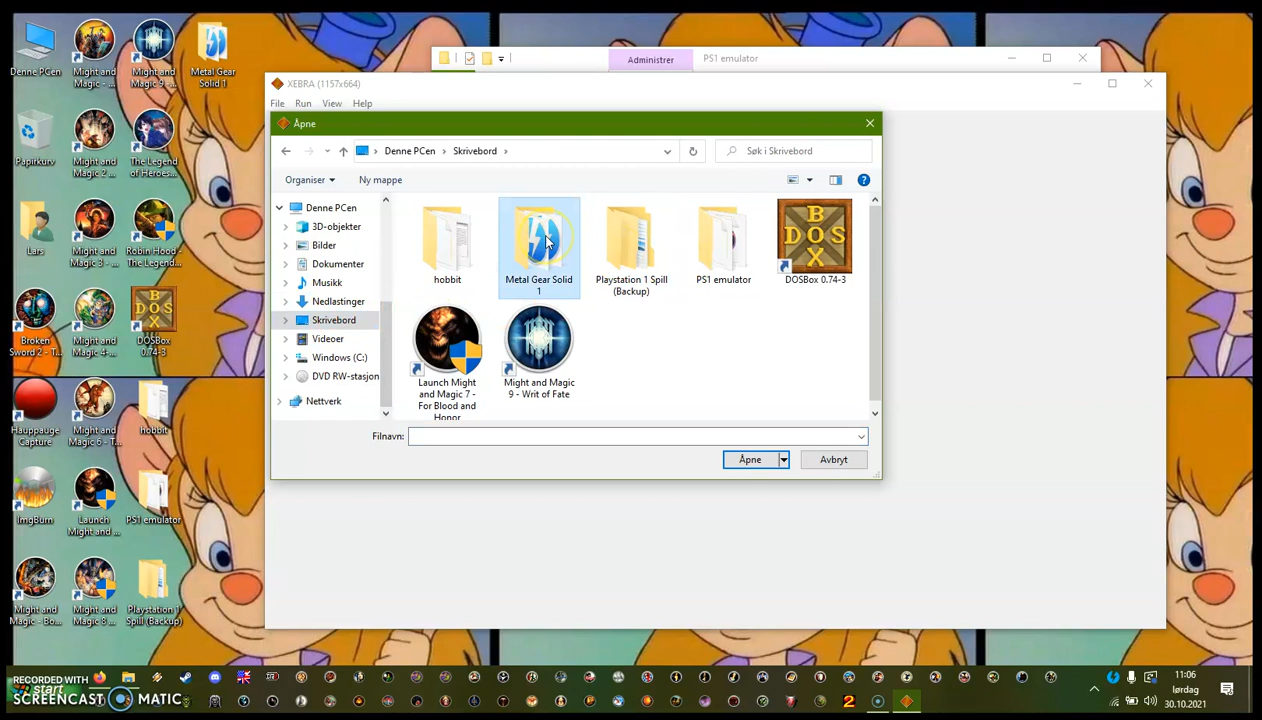 Denne PCen
Might and
Magic - ...
Might and
Magic 9 -...
Metal Gear
Solid 1
Papirkurv
Might and
Magic 2 ...
The Legend
of Heroes...
Lars
Might and
Magic 3 - ...
Robin Hood -
The Legend...
Broken
Sword 2 - T...
Might and
Magic 4-...
DOSBox
0.74-3
Hauppauge
Capture
Might and
Magic 6 - T...
hobbit
ImgBurn
Launch
Might and ...
PS1 emulator
Might and
Magic - Bo...
Might and
Magic 8 ...
Playstation 1
Spill (Backup)
Administrer
PS1 emulator
XEBRA (1157x664)
File Run View Help
Åpne
Denne PCen
Skrivebord
Søk i Skrivebord
Organiser
Ny mappe
Denne PCen
3D-objekter
Bilder
Dokumenter
Musikk
Nedlastinger
Skrivebord
Videoer
Windows (C:)
DVD RW-stasjon
Nettverk
hobbit
Metal Gear Solid
1
Playstation 1 Spill
(Backup)
PS1 emulator
BOX
DOS
DOSBox 0.74-3
Launch Might
and Magic 7 -
For Blood and
Honor
Might and Magic
9 - Writ of Fate
Filnavn:
Åpne
Avbryt
RECORDED WITH
SCREENCAST MATIC
start
11:06
lørdag
30.10.2021